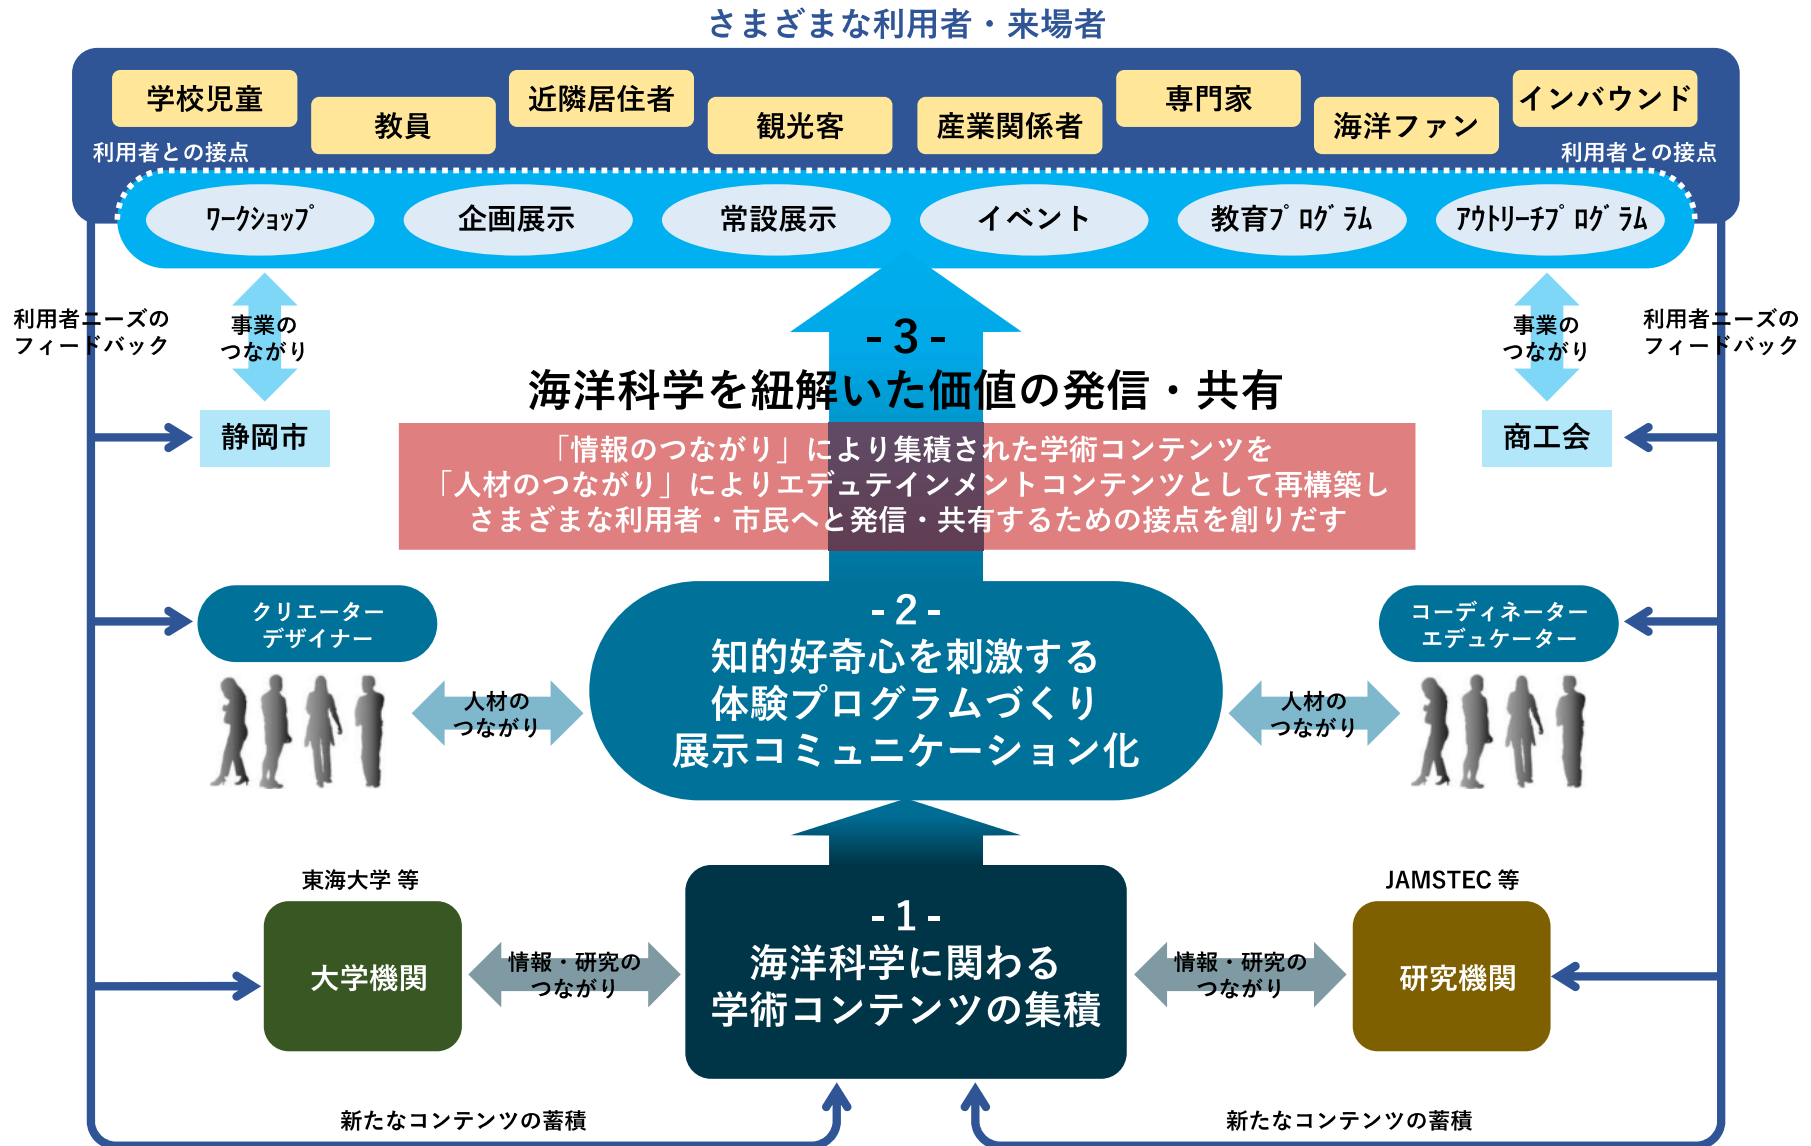 さまざまな利用者・来場者
学校児童
教員
近隣居住者
観光客
産業関係者
専門家
海洋ファン
インバウンド
利用者との接点
利用者との接点
ﾜｰｸｼｮｯﾌﾟ
企画展示
常設展示
イベント
教育ﾌﾟﾛｸﾞﾗﾑ
ｱｳﾄﾘｰﾁﾌﾟﾛｸﾞﾗﾑ
利用者ニーズの
フィードバック
事業の
つながり
- 3 -
海洋科学を紐解いた価値の発信・共有
事業の
つながり
利用者ニーズの
フィードバック
静岡市
商工会
「情報のつながり」により集積された学術コンテンツを
「人材のつながり」によりエデュテインメントコンテンツとして再構築し
さまざまな利用者・市民へと発信・共有するための接点を創りだす
クリエーター
デザイナー
コーディネーター
エデュケーター
- 2 -
知的好奇心を刺激する
体験プログラムづくり
展示コミュニケーション化
人材の
つながり
人材の
つながり
東海大学 等
大学機関
情報・研究の
つながり
- 1 -
海洋科学に関わる
学術コンテンツの集積
情報・研究の
つながり
JAMSTEC 等
研究機関
新たなコンテンツの蓄積
新たなコンテンツの蓄積